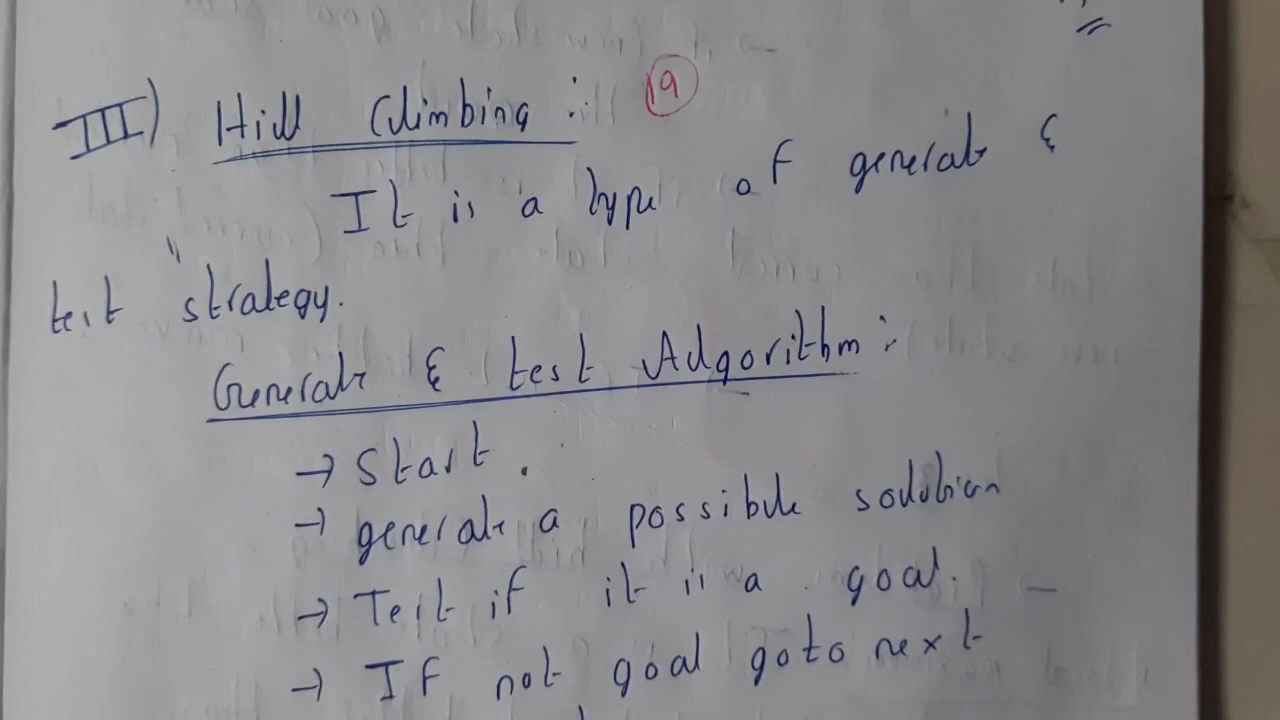 III) Hill Climbing : 19
It is a type of generate &
test "strategy.
Generate & test Algorithm :
→ Start .
→ generate a possible solution
→ Test if it is a goal. –
→ If not goal goto next